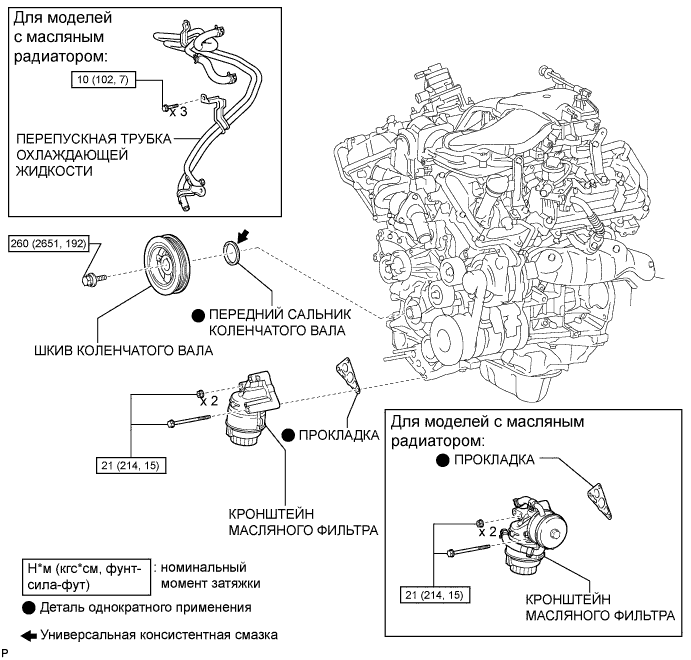 Для моделей
с масляным
радиатором:
10 (102, 7)
x 3
ПЕРЕПУСКНАЯ ТРУБКА
ОХЛАЖДАЮЩЕЙ
ЖИДКОСТИ
260 (2651, 192)
ПЕРЕДНИЙ САЛЬНИК
КОЛЕНЧАТОГО ВАЛА
ШКИВ КОЛЕНЧАТОГО ВАЛА
x 2
ПРОКЛАДКА
21 (214, 15)
КРОНШТЕЙН
МАСЛЯНОГО ФИЛЬТРА
Для моделей с масляным
радиатором:
ПРОКЛАДКА
x 2
21 (214, 15)
КРОНШТЕЙН
МАСЛЯНОГО ФИЛЬТРА
Н*м (кгс*см, фунт-
сила-фут)
: номинальный
момент затяжки
Деталь однократного применения
Универсальная консистентная смазка
P